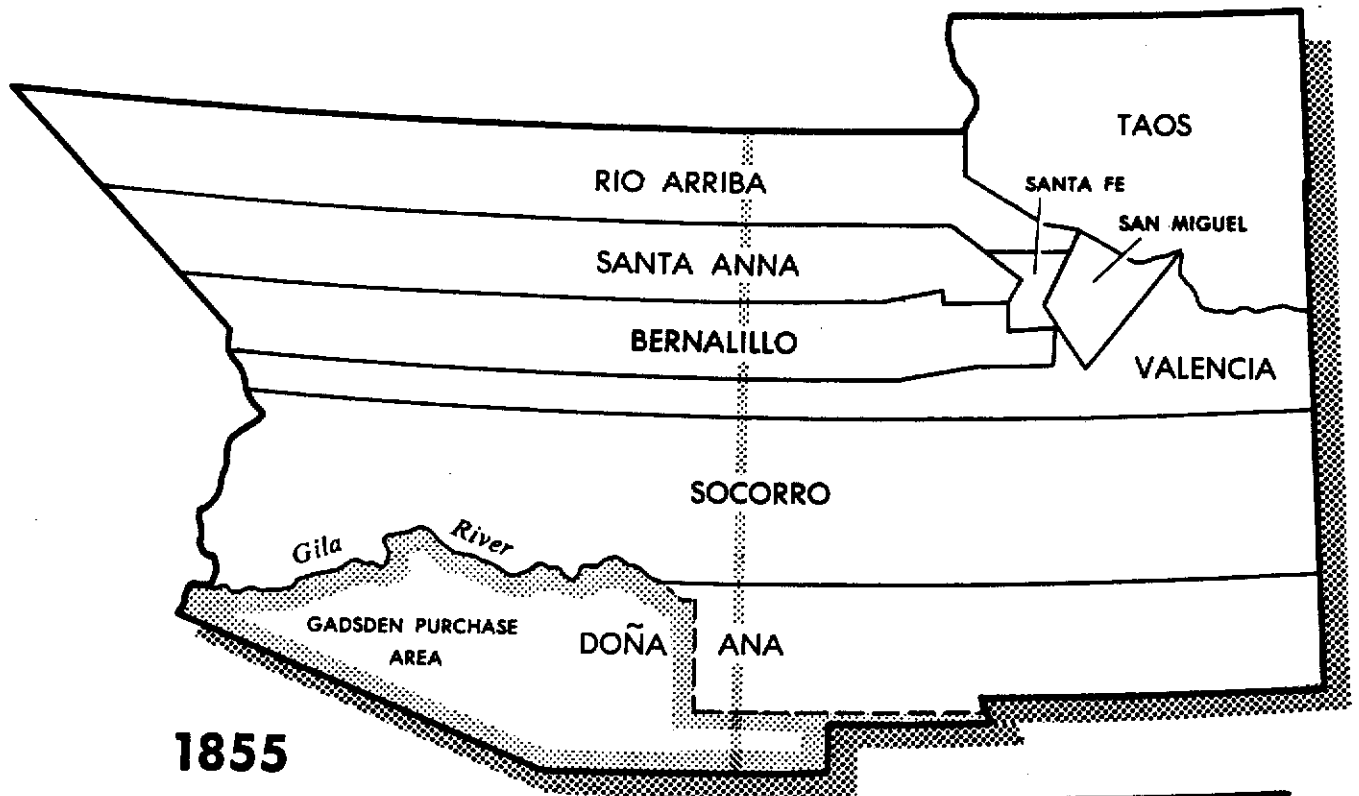 TAOS
RIO ARRIBA
SANTA FE
SAN MIGUEL
SANTA ANNA
BERNALILLO
VALENCIA
SOCORRO
Gila River
GADSDEN PURCHASE
AREA
DOÑA ANA
1855